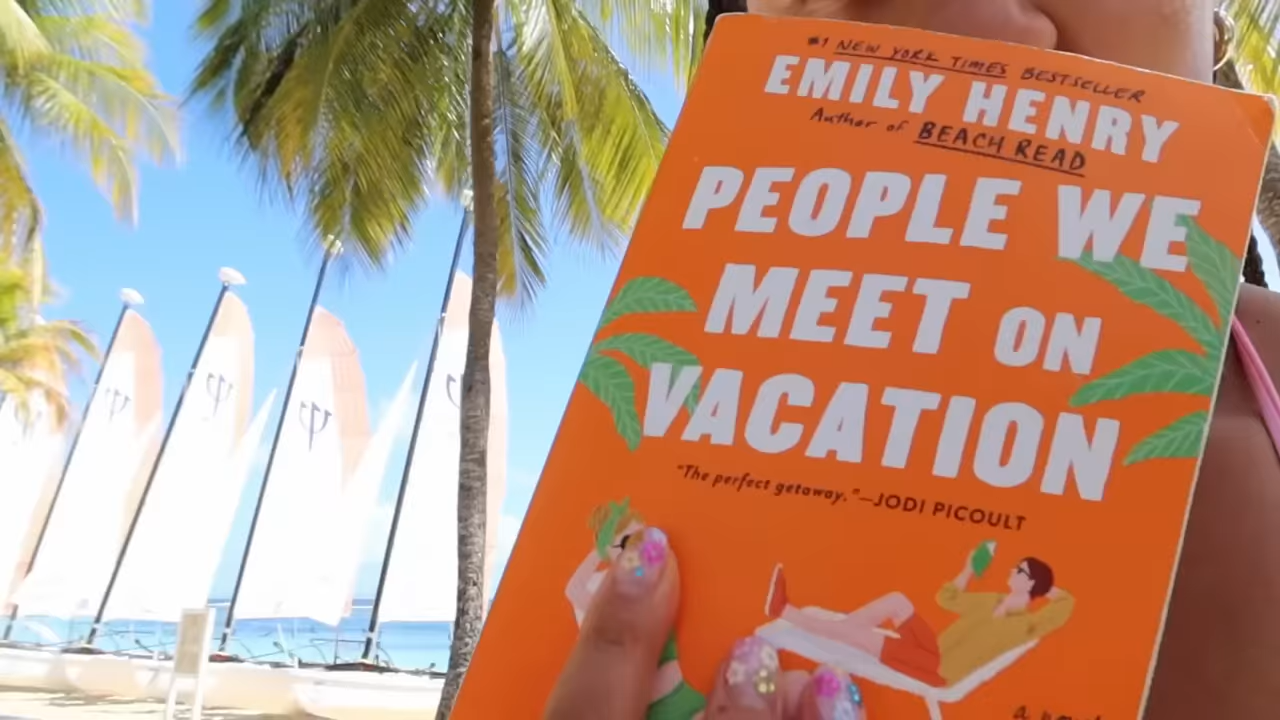 #1 NEW YORK TIMES BESTSELLER
EMILY HENRY
Author of BEACH READ
PEOPLE WE
MEET ON
VACATION
"The perfect getaway."—JODI PICOULT
a